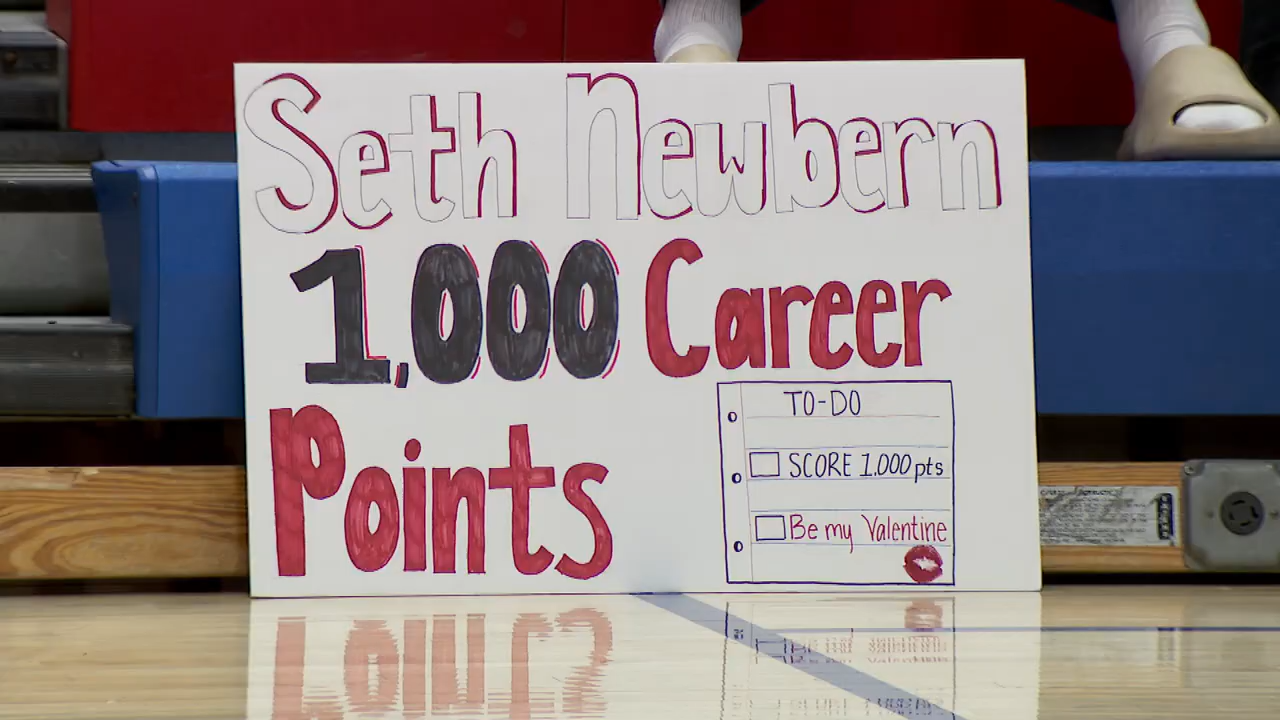 Seth Newbern
1,000 Career
Points
TO-DO
SCORE 1.000 pts
Be my Valentine